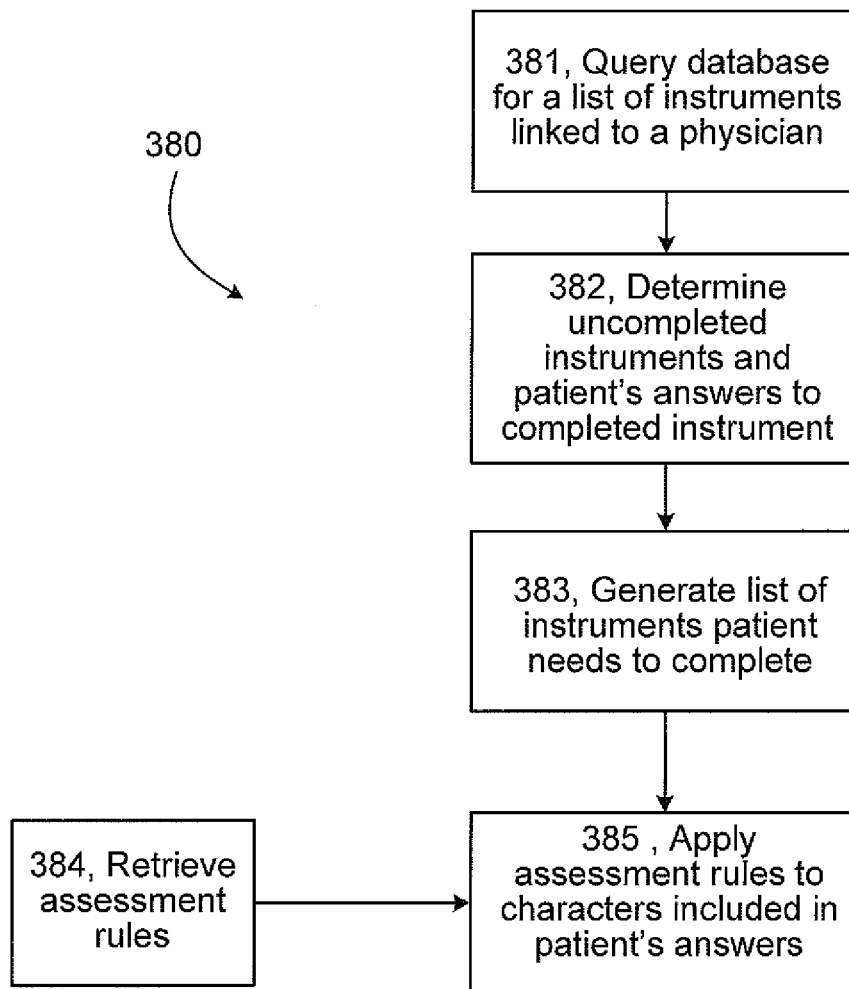 381, Query database
for a list of instruments
linked to a physician
380
382, Determine
uncompleted
instruments and
patient's answers to
completed instrument
383, Generate list of
instruments patient
needs to complete
384, Retrieve
assessment
rules
385 , Apply
assessment rules to
characters included in
patient's answers